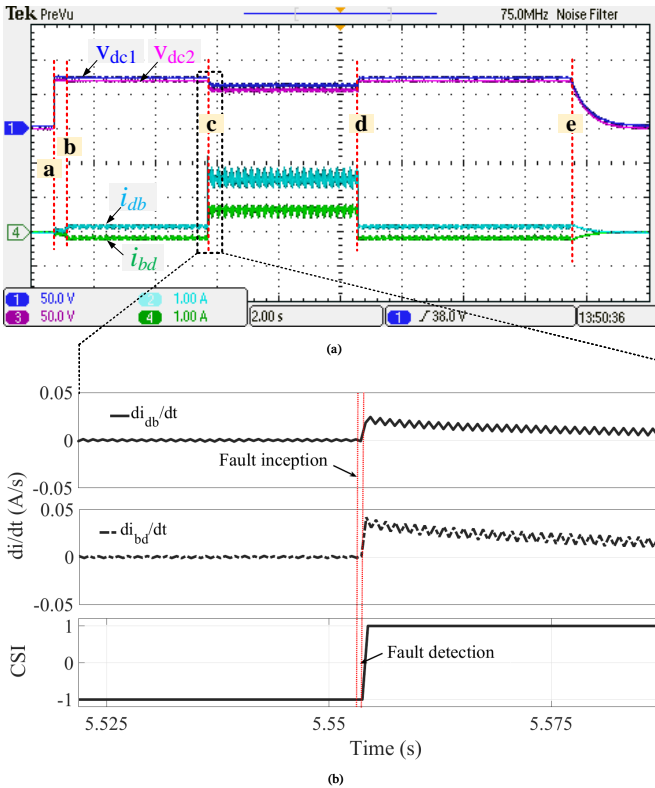 Tek PreVu 75.0MHz Noise Filter
Vdc1 Vdc2
1
a b c d e
idb
4
ibd
1 50.0 V 2 1.00 A
3 50.0 V 4 1.00 A
2.00 s
1 38.0 V
13:50:36
(a)
0.05
didb/dt
0
Fault inception
-0.05
di/dt (A/s)
0.05
dibd/dt
0
-0.05
CSI
1
0
Fault detection
-1
5.525 5.55 5.575
Time (s)
(b)